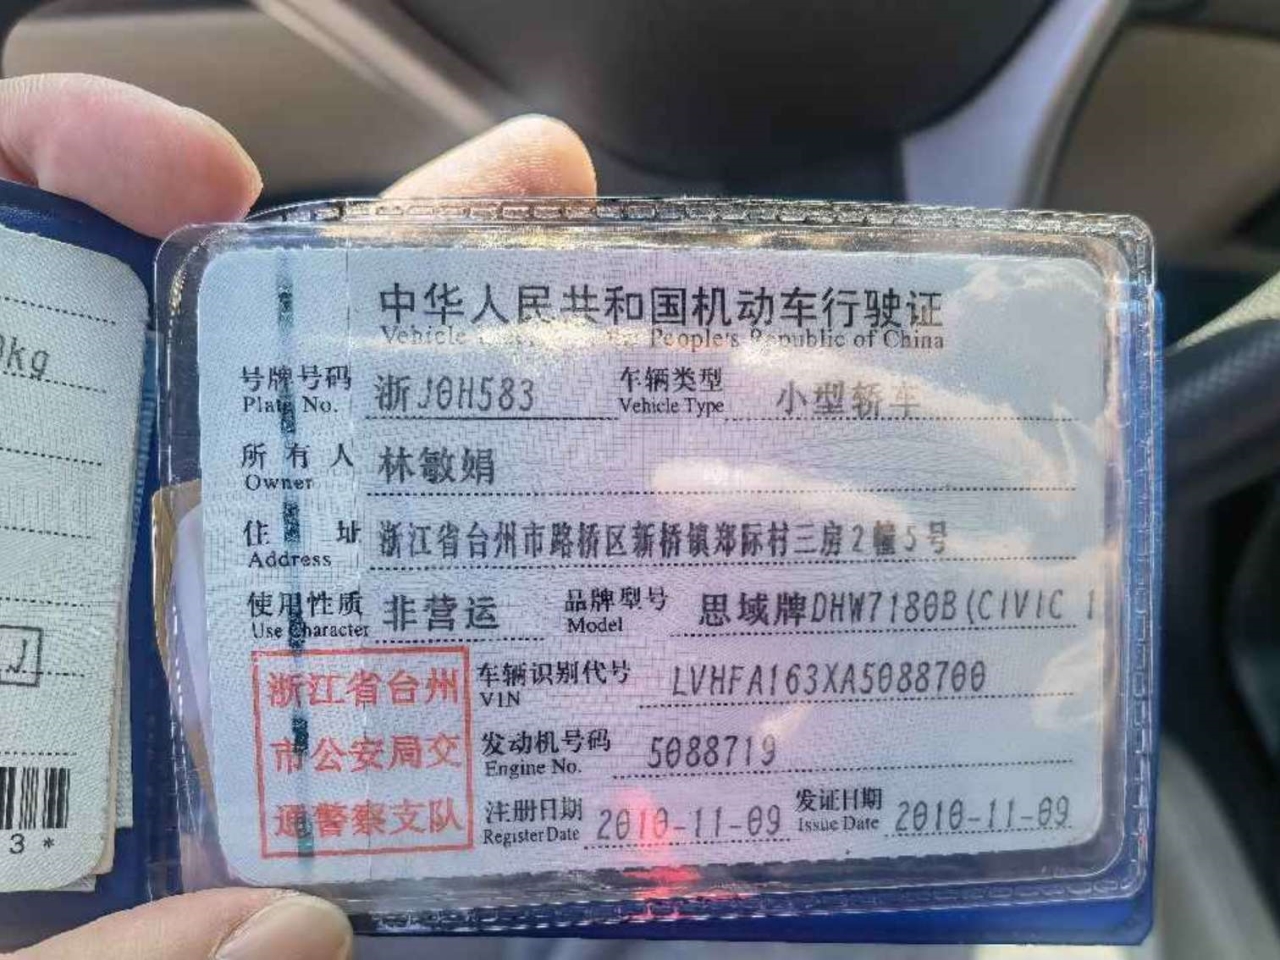 0kg
J
3 *
中华人民共和国机动车行驶证
Vehicle the People's Republic of China
号牌号码 浙J0H583 车辆类型 小型轿车
Plate No. Vehicle Type
所有人 林敏娟
Owner
住址 浙江省台州市路桥区新桥镇郑际村三房2幢5号
Address
使用性质 非营运 品牌型号 思域牌DHW7180B(CIVIC 1
Use Character Model
浙江省台州
市公安局交
通警察支队
车辆识别代号 LVHFA163XA5088700
VIN
发动机号码 5088719
Engine No.
注册日期 2010-11-09 发证日期 2010-11-09
Register Date Issue Date